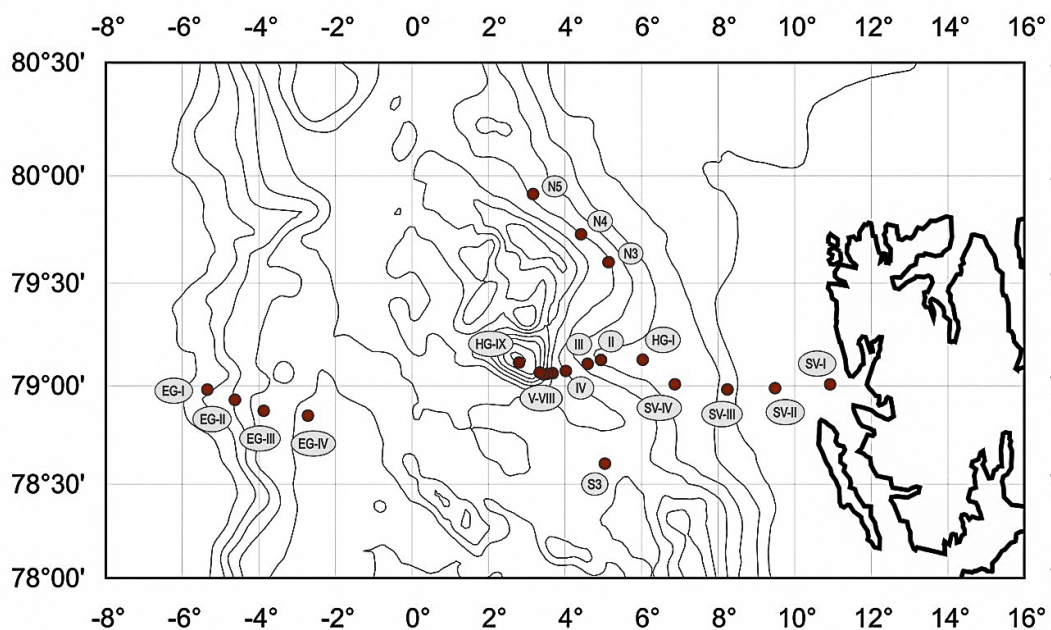 -8° -6° -4° -2° 0° 2° 4° 6° 8° 10° 12° 14° 16°
80°30'
80°00'
79°30'
79°00'
78°30'
78°00'
N5
N4
N3
HG-IX
III
II
HG-I
SV-I
EG-I
EG-II
EG-III
EG-IV
V-VIII
IV
SV-IV
SV-III
SV-II
S3
-8° -6° -4° -2° 0° 2° 4° 6° 8° 10° 12° 14° 16°